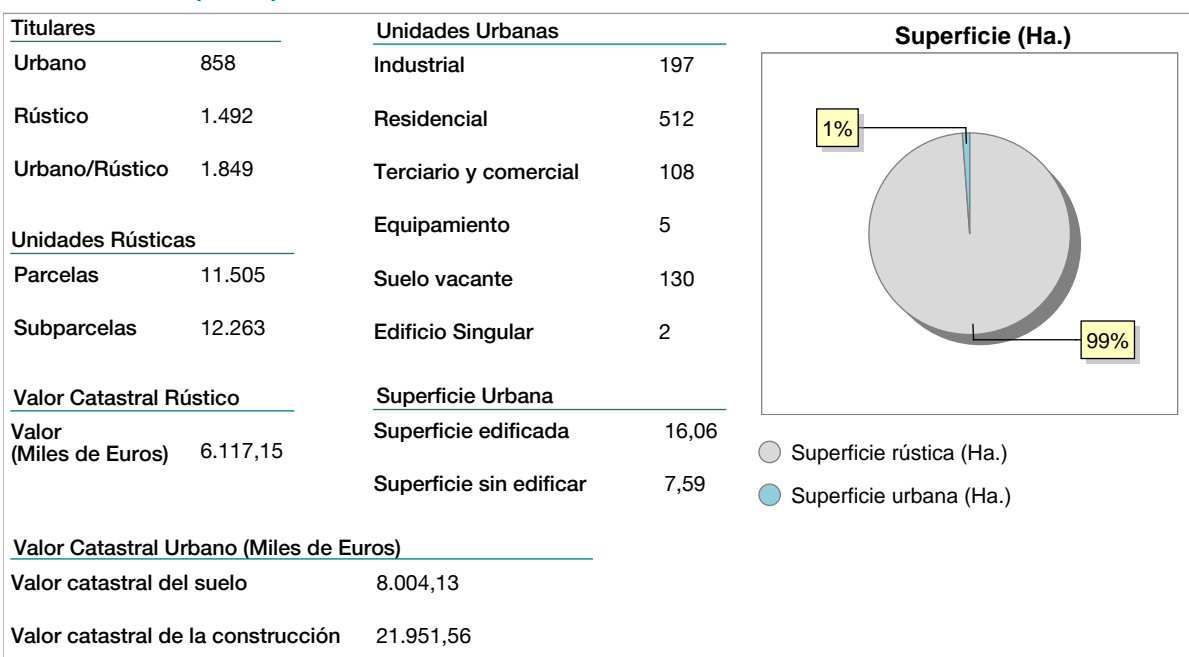 Titulares
Urbano 858
Rústico 1.492
Urbano/Rústico 1.849
Unidades Rústicas
Parcelas 11.505
Subparcelas 12.263
Valor Catastral Rústico
Valor
(Miles de Euros) 6.117,15
Unidades Urbanas
Industrial 197
Residencial 512
Terciario y comercial 108
Equipamiento 5
Suelo vacante 130
Edificio Singular 2
Superficie Urbana
Superficie edificada 16,06
Superficie sin edificar 7,59
Valor Catastral Urbano (Miles de Euros)
Valor catastral del suelo 8.004,13
Valor catastral de la construcción 21.951,56
Superficie (Ha.)
1%
99%
Superficie rústica (Ha.)
Superficie urbana (Ha.)